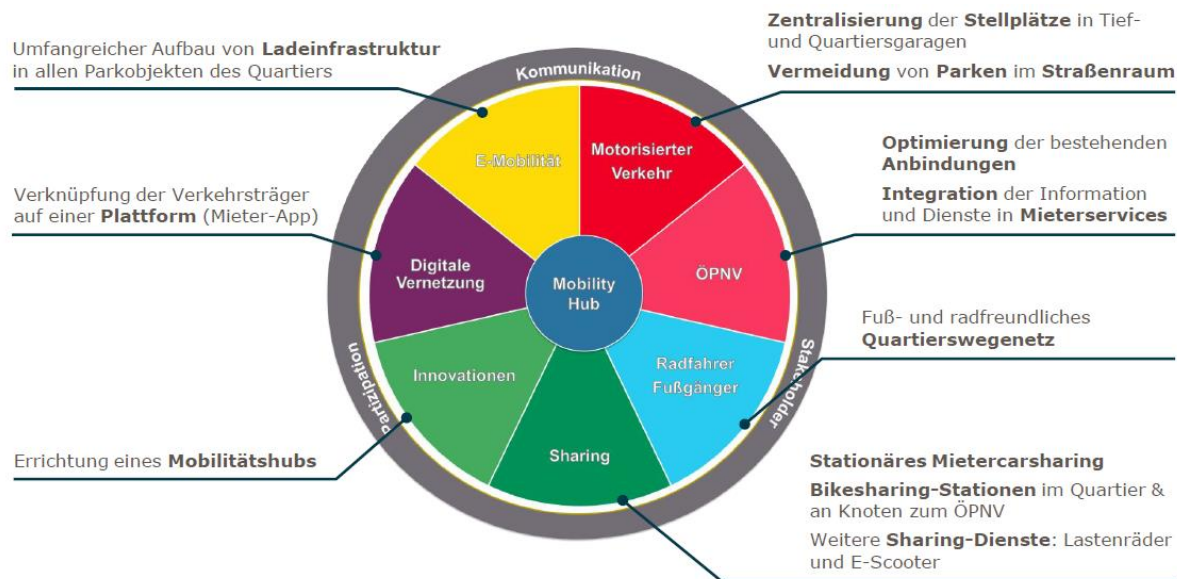 Umfangreicher Aufbau von Ladeinfrastruktur
in allen Parkobjekten des Quartiers
Verknüpfung der Verkehrsträger
auf einer Plattform (Mieter-App)
Errichtung eines Mobilitätshubs
Kommunikation
Partizipation
Stakeholder
E-Mobilität
Motorisierter
Verkehr
Digitale
Vernetzung
Mobility
Hub
ÖPNV
Innovationen
Radfahrer
Fußgänger
Sharing
Zentralisierung der Stellplätze in Tief-
und Quartiersgaragen
Vermeidung von Parken im Straßenraum
Optimierung der bestehenden
Anbindungen
Integration der Information
und Dienste in Mieterservices
Fuß- und radfreundliches
Quartierswegenetz
Stationäres Mietercarsharing
Bikesharing-Stationen im Quartier &
an Knoten zum ÖPNV
Weitere Sharing-Dienste: Lastenräder
und E-Scooter